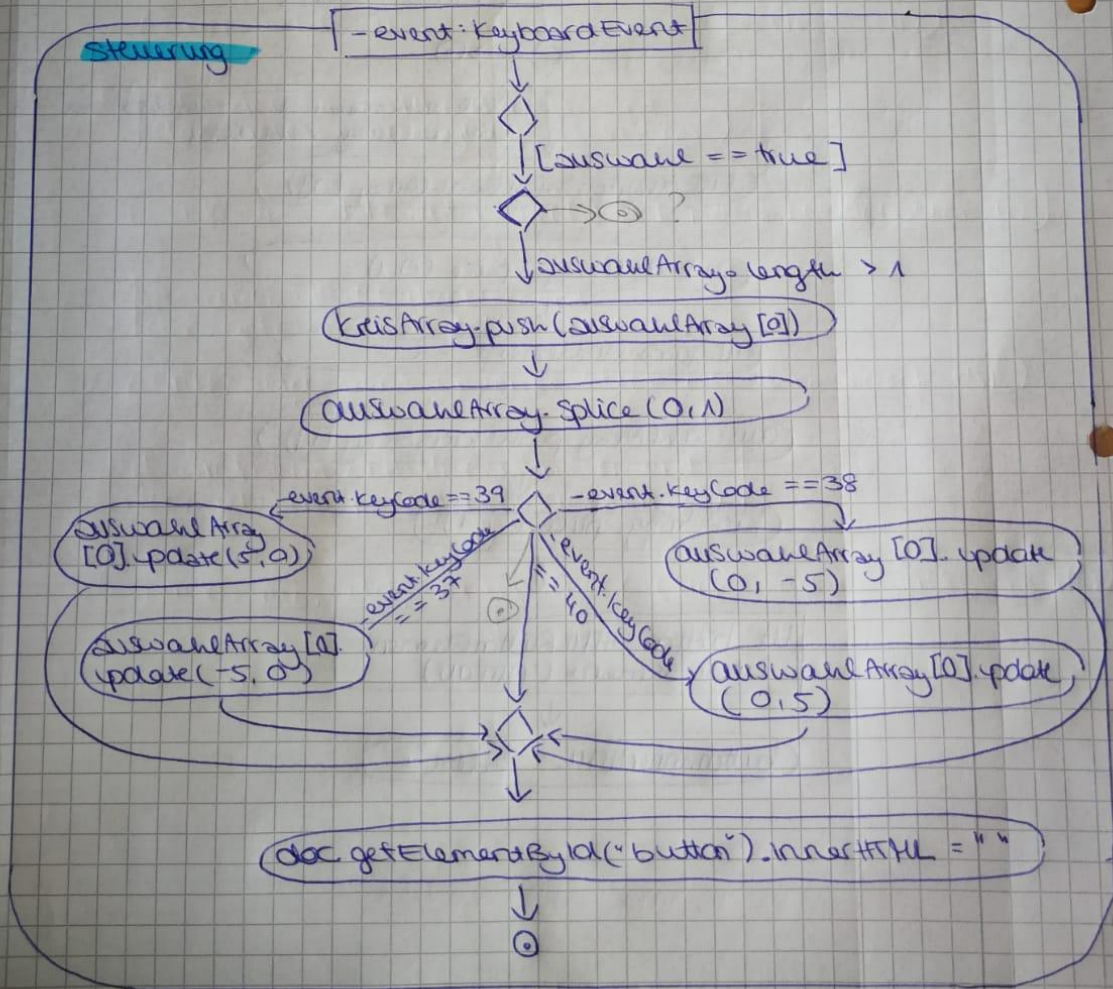 - event: KeyboardEvent
Steuerung
[auswahl == true]
?
auswahlArray.length > 1
KreisArray.push(auswahlArray[0])
auswahlArray.splice(0,1)
-event.keyCode==39
-event.keyCode ==38
auswahlArray
[0].update(5,0)
-event.keyCode
== 37
-event.keyCode
== 40
auswahlArray[0].update
(0, -5)
auswahlArray[0].
update(-5,0)
auswahlArray[0].update
(0,5)
doc.getElementById("button").innerHTML = " "